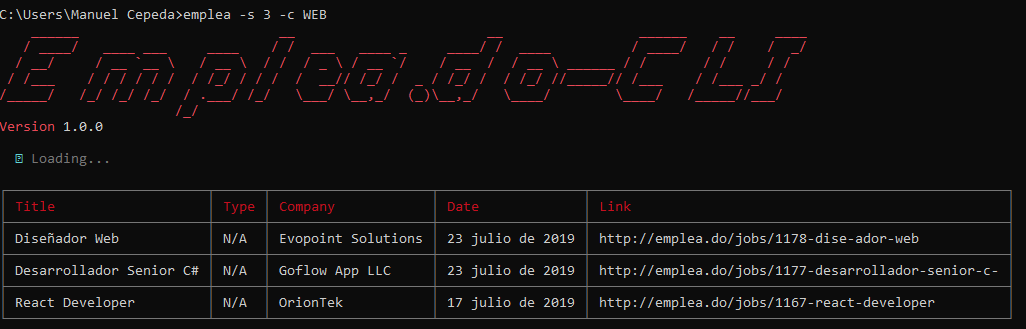 C:\Users\Manuel Cepeda>emplea -s 3 -c WEB
Emplea.do-CLI
Version 1.0.0
Loading...
Title Type Company Date Link
Diseñador Web N/A Evopoint Solutions 23 julio de 2019 http://emplea.do/jobs/1178-dise-ador-web
Desarrollador Senior C# N/A Goflow App LLC 23 julio de 2019 http://emplea.do/jobs/1177-desarrollador-senior-c-
React Developer N/A OrionTek 17 julio de 2019 http://emplea.do/jobs/1167-react-developer